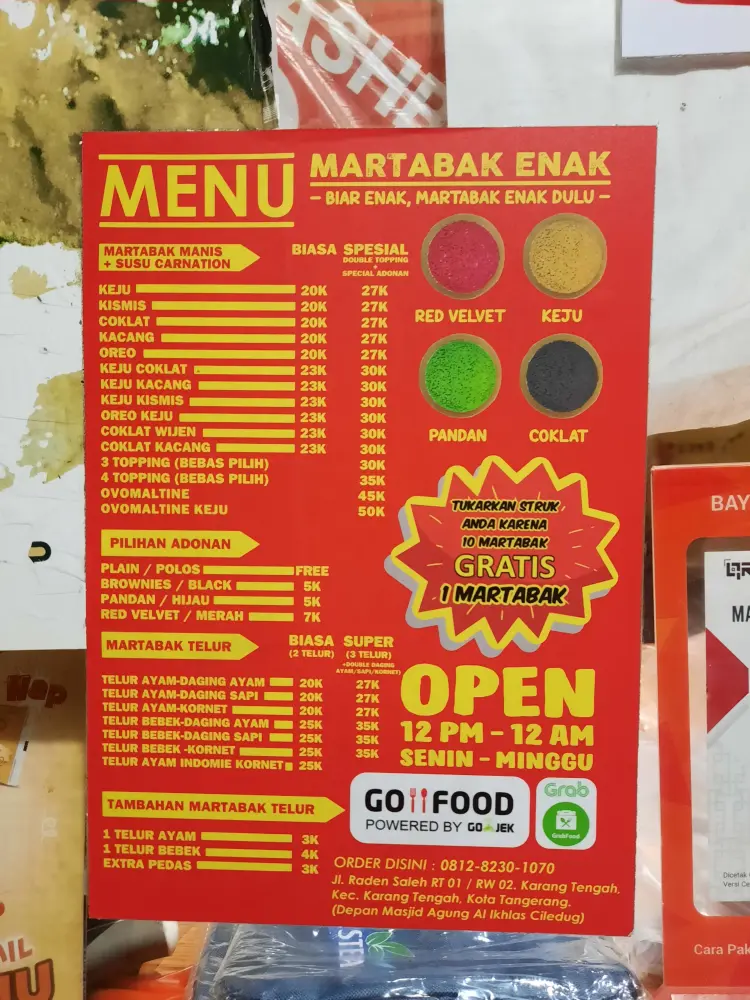 ASHB
MENU
MARTABAK ENAK
- BIAR ENAK, MARTABAK ENAK DULU -
MARTABAK MANIS
+ SUSU CARNATION
BIASA SPESIAL
DOUBLE TOPPING
+
SPECIAL ADONAN
KEJU 20K 27K
KISMIS 20K 27K
COKLAT 20K 27K
KACANG 20K 27K
OREO 20K 27K
KEJU COKLAT 23K 30K
KEJU KACANG 23K 30K
KEJU KISMIS 23K 30K
OREO KEJU 23K 30K
COKLAT WIJEN 23K 30K
COKLAT KACANG 23K 30K
3 TOPPING (BEBAS PILIH) 30K
4 TOPPING (BEBAS PILIH) 35K
OVOMALTINE 45K
OVOMALTINE KEJU 50K
RED VELVET KEJU
PANDAN COKLAT
TUKARKAN STRUK
ANDA KARENA
10 MARTABAK
GRATIS
1 MARTABAK
PILIHAN ADONAN
PLAIN / POLOS FREE
BROWNIES / BLACK 5K
PANDAN / HIJAU 5K
RED VELVET / MERAH 7K
MARTABAK TELUR
BIASA SUPER
(2 TELUR) (3 TELUR)
+DOUBLE DAGING
AYAM/SAPI/KORNET)
TELUR AYAM-DAGING AYAM 20K 27K
TELUR AYAM-DAGING SAPI 20K 27K
TELUR AYAM-KORNET 20K 27K
TELUR BEBEK-DAGING AYAM 25K 35K
TELUR BEBEK-DAGING SAPI 25K 35K
TELUR BEBEK -KORNET 25K 35K
TELUR AYAM INDOMIE KORNET 25K
OPEN
12 PM - 12 AM
SENIN - MINGGU
TAMBAHAN MARTABAK TELUR
1 TELUR AYAM 3K
1 TELUR BEBEK 4K
EXTRA PEDAS 3K
GO FOOD
POWERED BY GOJEK
Grab
GrabFood
ORDER DISINI : 0812-8230-1070
Jl. Raden Saleh RT 01 / RW 02. Karang Tengah,
Kec. Karang Tengah, Kota Tangerang.
(Depan Masjid Agung Al Ikhlas Ciledug)
BAY
MA
Dicetak
Versi Ce
Cara Pak